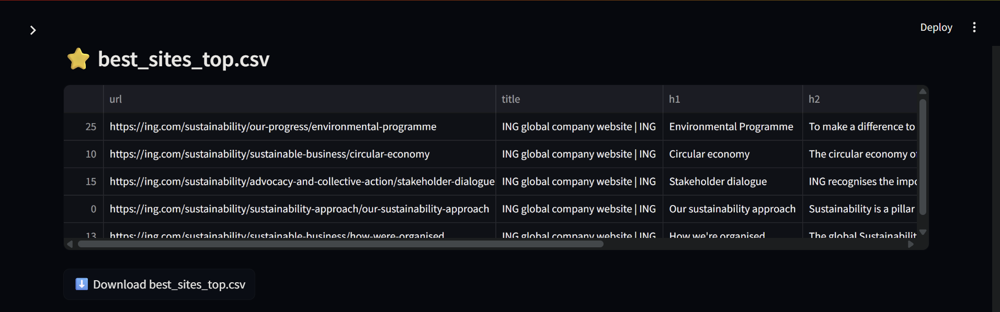 Deploy
best_sites_top.csv
url title h1 h2
25 https://ing.com/sustainability/our-progress/environmental-programme ING global company website | ING Environmental Programme To make a difference to
10 https://ing.com/sustainability/sustainable-business/circular-economy ING global company website | ING Circular economy The circular economy of
15 https://ing.com/sustainability/advocacy-and-collective-action/stakeholder-dialogue ING global company website | ING Stakeholder dialogue ING recognises the impo
0 https://ing.com/sustainability/sustainability-approach/our-sustainability-approach ING global company website | ING Our sustainability approach Sustainability is a pillar
13 https://ing.com/sustainability/sustainable-business/how-were-organised ING global company website | ING How we're organised The global Sustainabilit
Download best_sites_top.csv